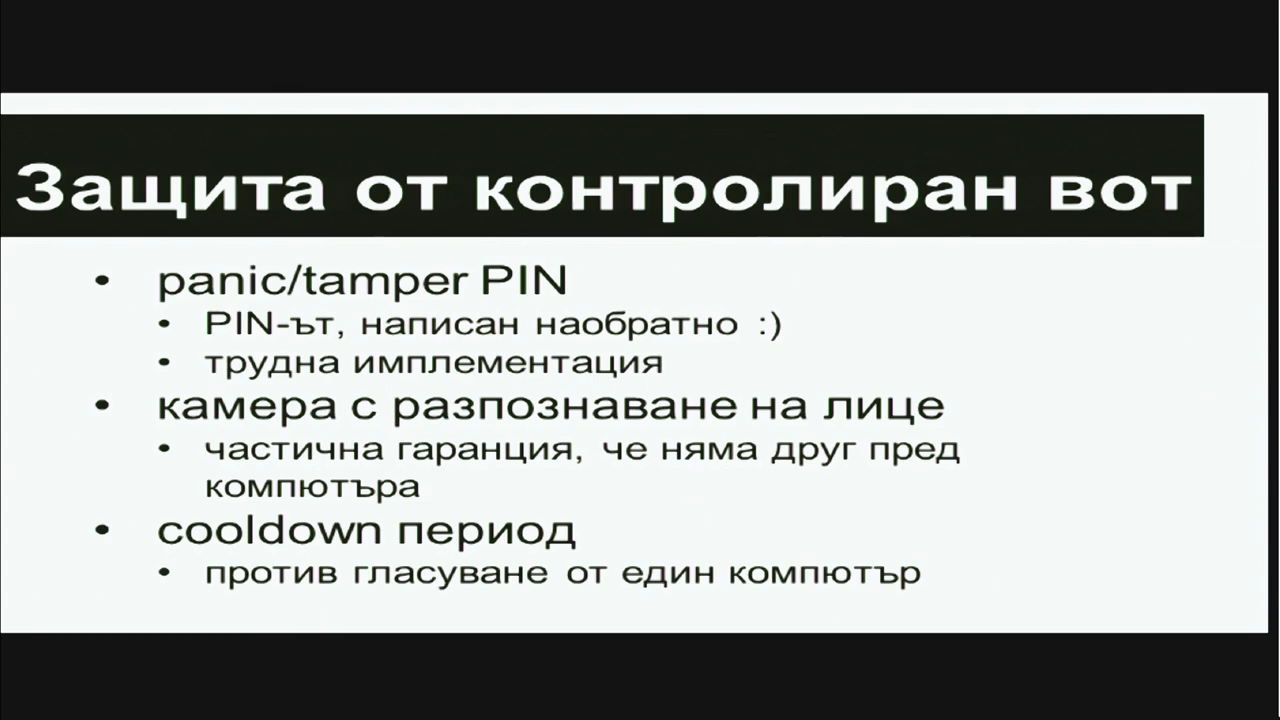 Защита от контролиран вот
• panic/tamper PIN
• PIN-ът, написан наобратно :)
• трудна имплементация
• камера с разпознаване на лице
• частична гаранция, че няма друг пред
компютъра
• cooldown период
• против гласуване от един компютър